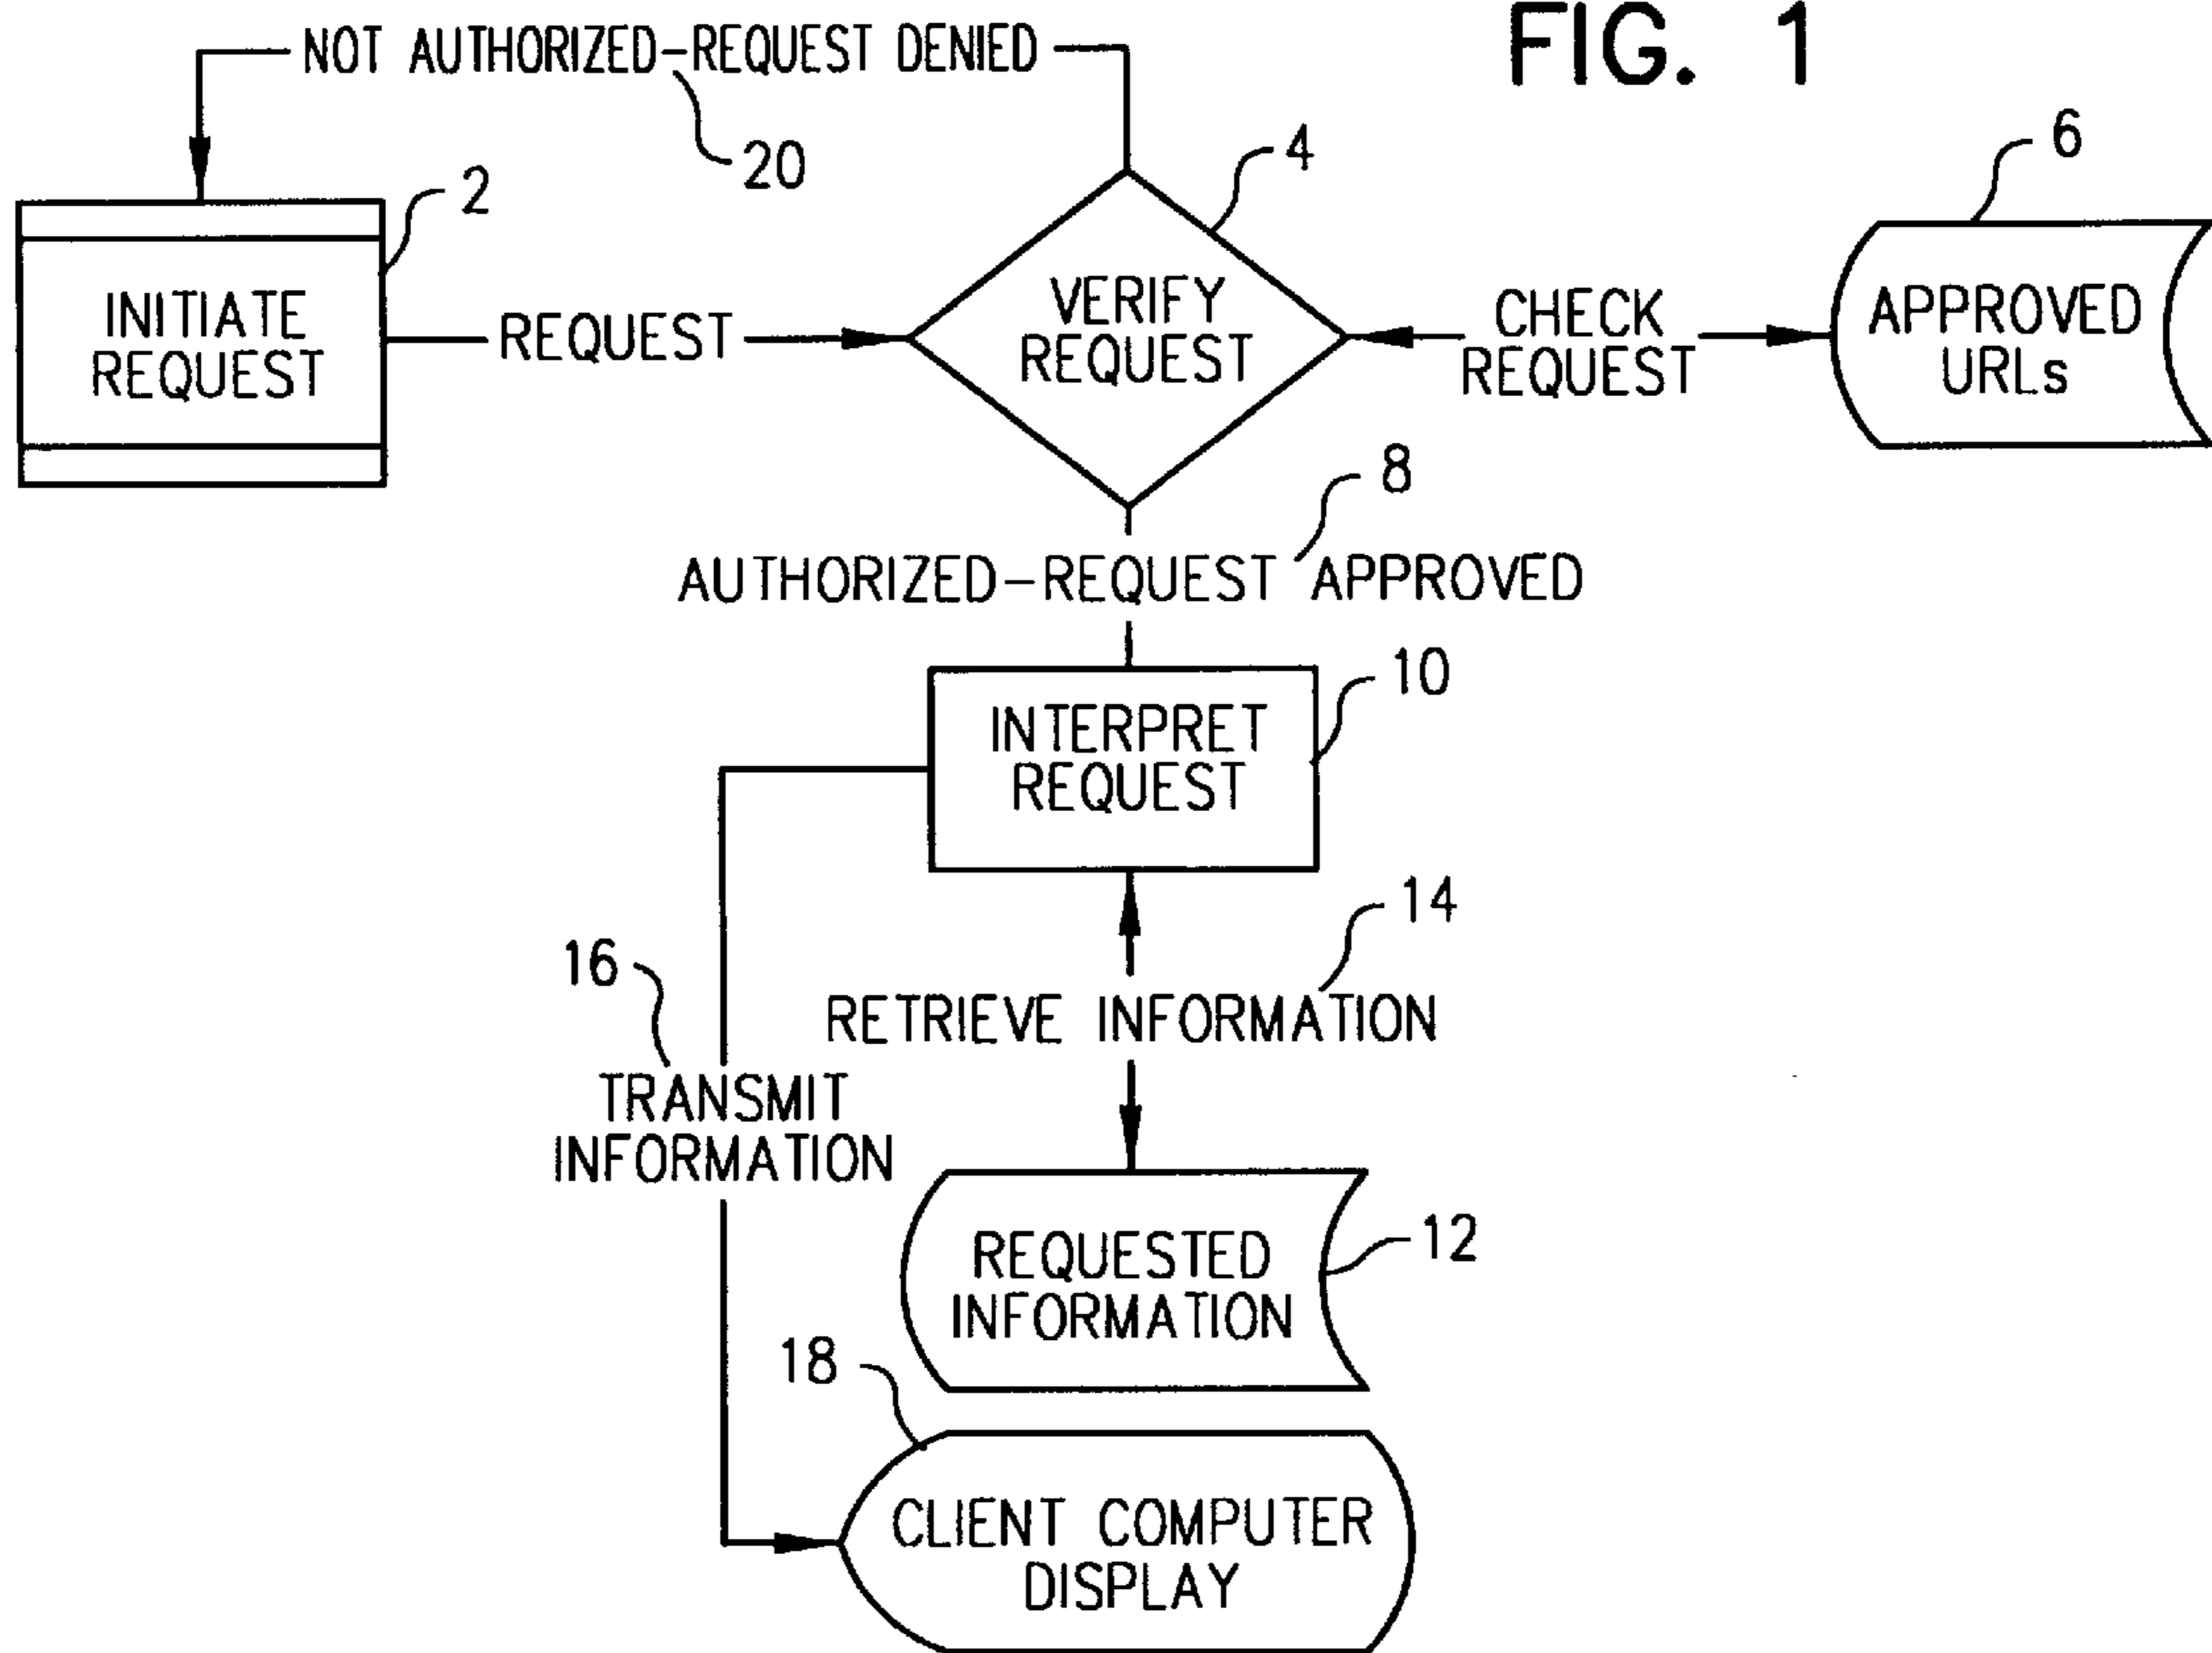 FIG. 1
NOT AUTHORIZED-REQUEST DENIED
20
2
4
6
INITIATE
REQUEST
REQUEST
VERIFY
REQUEST
CHECK
REQUEST
APPROVED
URLs
8
AUTHORIZED-REQUEST APPROVED
10
INTERPRET
REQUEST
14
16
RETRIEVE INFORMATION
TRANSMIT
INFORMATION
12
REQUESTED
INFORMATION
18
CLIENT COMPUTER
DISPLAY